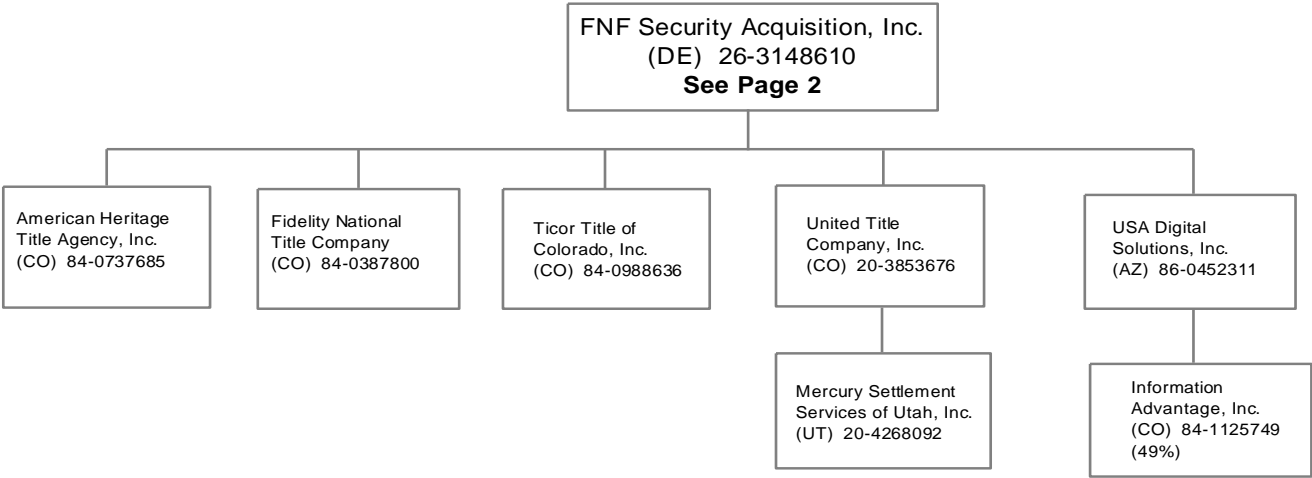 FNF Security Acquisition, Inc.
(DE) 26-3148610
See Page 2
American Heritage
Title Agency, Inc.
(CO) 84-0737685
Fidelity National
Title Company
(CO) 84-0387800
Ticor Title of
Colorado, Inc.
(CO) 84-0988636
United Title
Company, Inc.
(CO) 20-3853676
USA Digital
Solutions, Inc.
(AZ) 86-0452311
Mercury Settlement
Services of Utah, Inc.
(UT) 20-4268092
Information
Advantage, Inc.
(CO) 84-1125749
(49%)